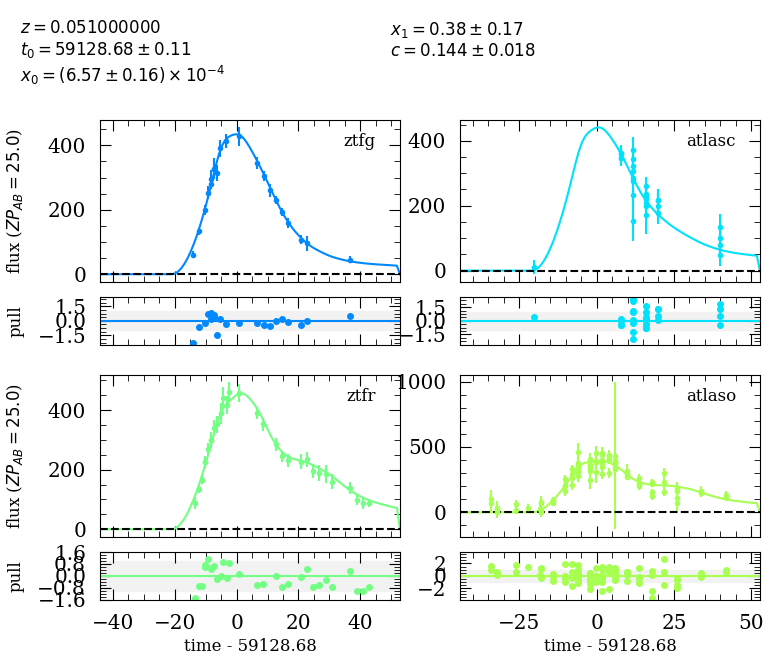 z = 0.051000000
t₀ = 59128.68 ± 0.11
x₀ = (6.57 ± 0.16) × 10⁻⁴
x₁ = 0.38 ± 0.17
c = 0.144 ± 0.018
flux (ZP_AB = 25.0)
400
200
0
ztfg
400
200
0
atlasc
pull
1.5
0.0
−1.5
1.5
0.0
−1.5
flux (ZP_AB = 25.0)
400
200
0
ztfr
1000
500
0
atlaso
pull
1.6
0.8
0.0
−0.8
−1.6
2
0
−2
−40 −20 0 20 40
−25 0 25 50
time - 59128.68
time - 59128.68